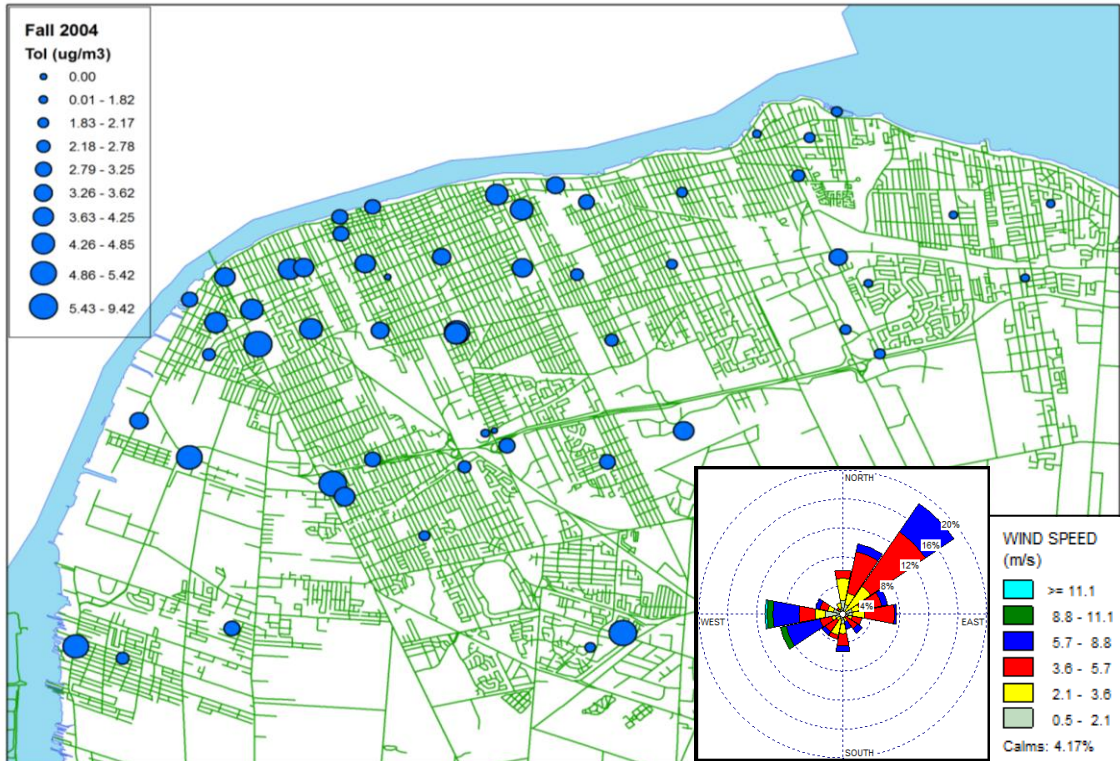 Fall 2004
Tol (ug/m3)
0.00
0.01 - 1.82
1.83 - 2.17
2.18 - 2.78
2.79 - 3.25
3.26 - 3.62
3.63 - 4.25
4.26 - 4.85
4.86 - 5.42
5.43 - 9.42
NORTH
20%
16%
12%
8%
4%
WEST
EAST
SOUTH
WIND SPEED
(m/s)
>= 11.1
8.8 - 11.1
5.7 - 8.8
3.6 - 5.7
2.1 - 3.6
0.5 - 2.1
Calms: 4.17%